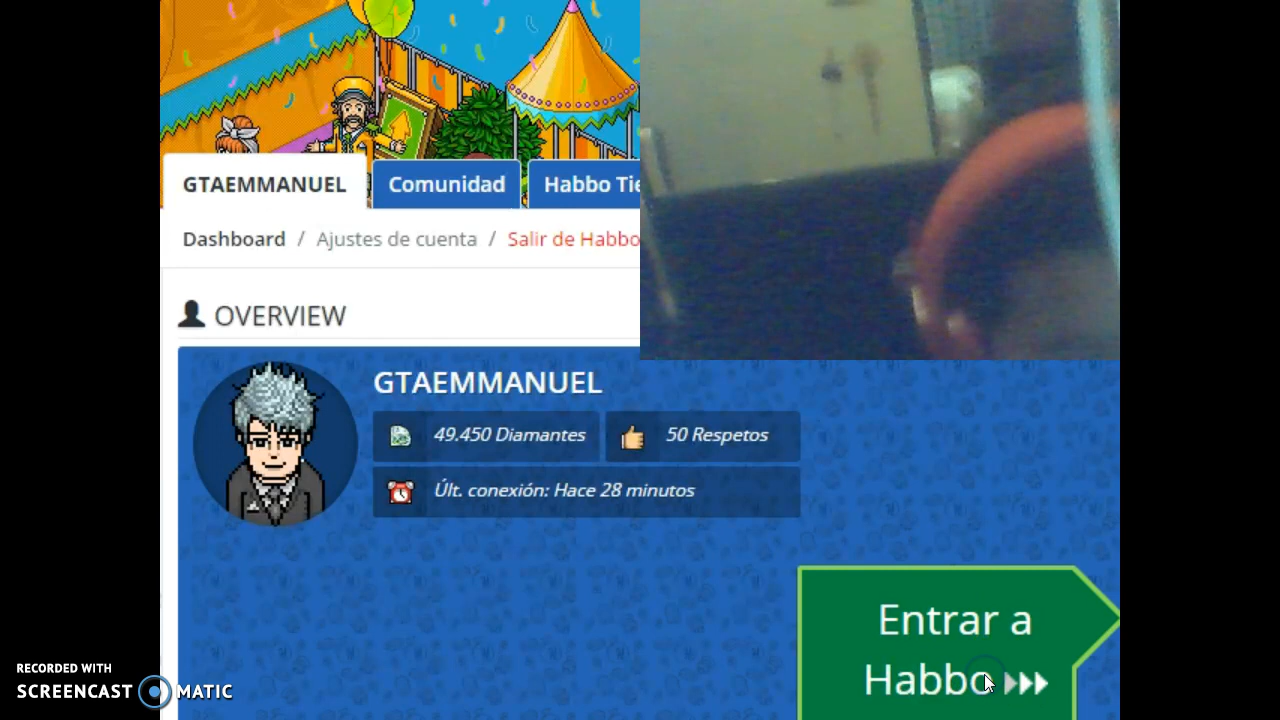 GTAEMMANUEL
Comunidad
Habbo Tie
Dashboard / Ajustes de cuenta / Salir de Habbo
OVERVIEW
GTAEMMANUEL
49.450 Diamantes
50 Respetos
Últ. conexión: Hace 28 minutos
Entrar a
Habbo
RECORDED WITH
SCREENCAST MATIC